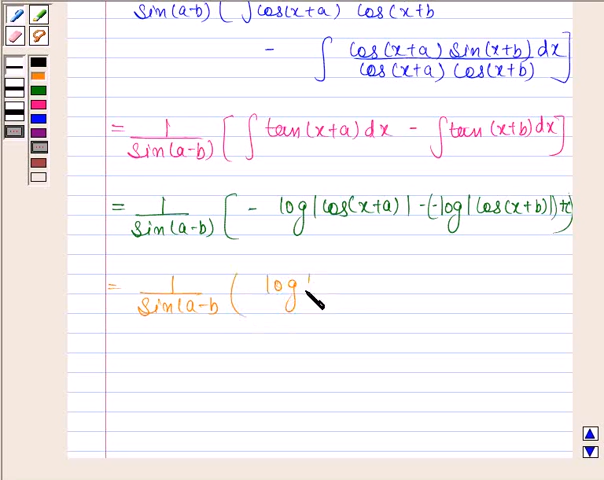 sin(a-b) ( ∫ cos(x+a) cos(x+b
- ∫ cos(x+a) sin(x+b) dx / cos(x+a) cos(x+b) ]
= 1/sin(a-b) [ ∫ tan(x+a) dx - ∫ tan(x+b) dx ]
= 1/sin(a-b) [ - log|cos(x+a)| - (-log|cos(x+b)|) + c )
= 1/sin(a-b ( log|